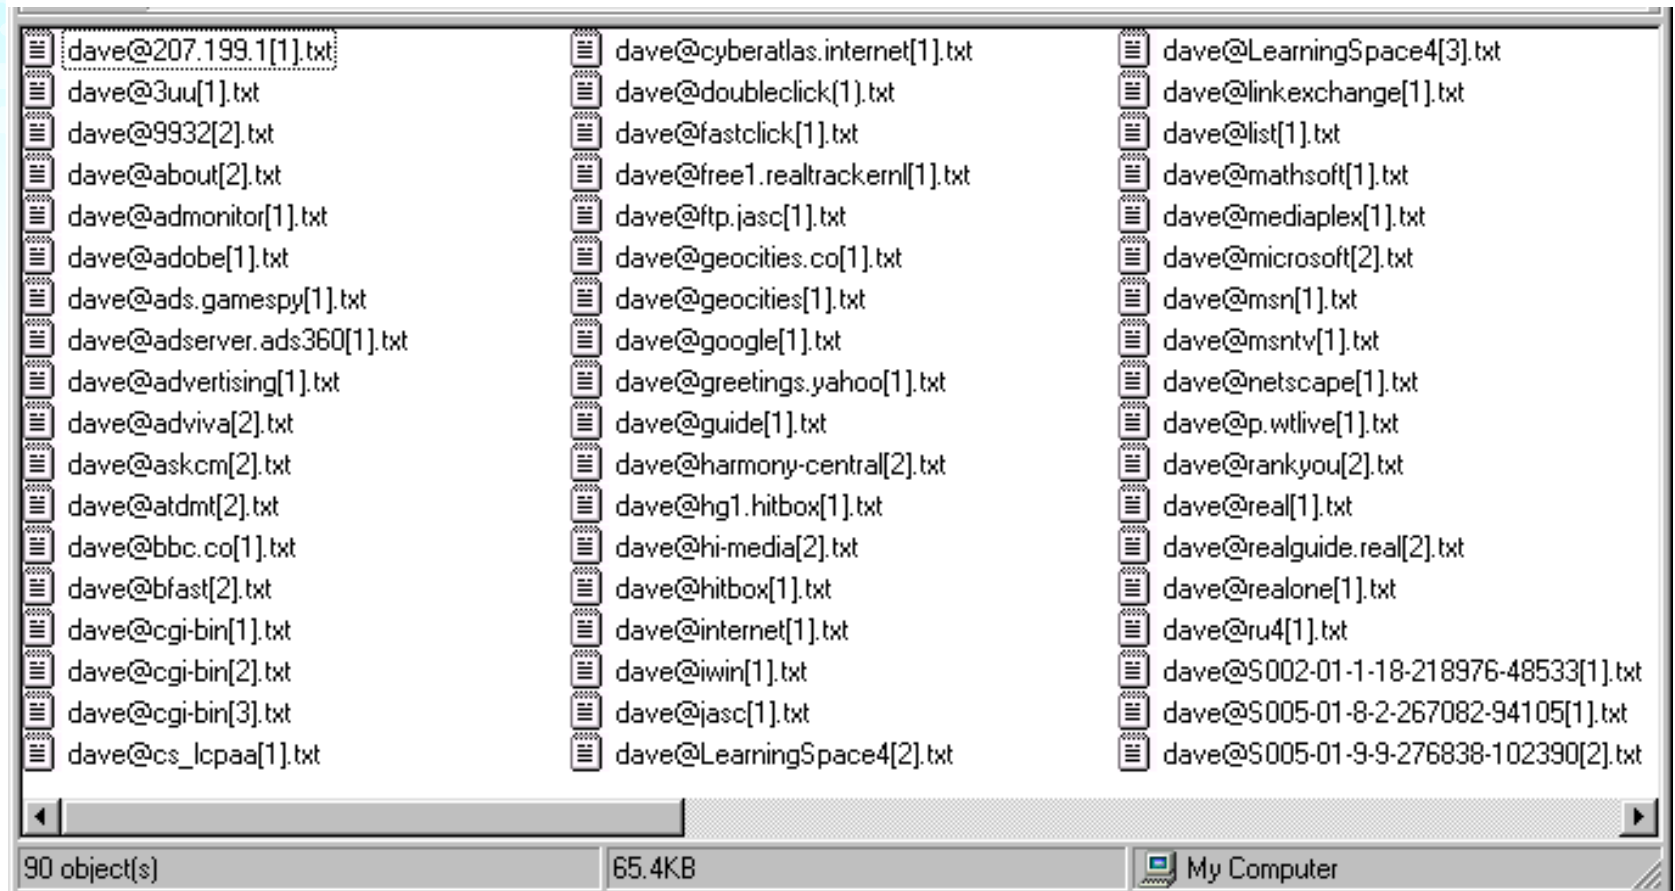 dave@207.199.1[1].txt
dave@3uu[1].txt
dave@9932[2].txt
dave@about[2].txt
dave@admonitor[1].txt
dave@adobe[1].txt
dave@ads.gamespy[1].txt
dave@adserver.ads360[1].txt
dave@advertising[1].txt
dave@adviva[2].txt
dave@askcm[2].txt
dave@atdmt[2].txt
dave@bbc.co[1].txt
dave@bfast[2].txt
dave@cgi-bin[1].txt
dave@cgi-bin[2].txt
dave@cgi-bin[3].txt
dave@cs_lcpaa[1].txt
dave@cyberatlas.internet[1].txt
dave@doubleclick(1).txt
dave@fastclick[1].txt
dave@free1.realtrackernl[1].txt
dave@ftp.jasc[1].txt
dave@geocities.co[1].txt
dave@geocities[1].txt
dave@google[1].txt
dave@greetings.yahoo[1].txt
dave@guide[1].txt
dave@harmony-central[2].txt
dave@hg1.hitbox[1].txt
dave@hi-media[2].txt
dave@hitbox[1].txt
dave@internet[1].txt
dave@iwin[1].txt
dave@jasc[1].txt
dave@LearningSpace4[2].txt
dave@LearningSpace4[3].txt
dave@linkexchange[1].txt
dave@list[1].txt
dave@mathsoft[1].txt
dave@mediaplex[1].txt
dave@microsoft[2].txt
dave@msn[1].txt
dave@msntv[1].txt
dave@netscape[1].txt
dave@p.wtlive[1].txt
dave@rankyou[2].txt
dave@real[1].txt
dave@realguide.real[2].txt
dave@realone[1].txt
dave@ru4[1].txt
dave@S002-01-1-18-218976-48533[1].txt
dave@S005-01-8-2-267082-94105[1].txt
dave@S005-01-9-9-276838-102390[2].txt
90 object(s)
65.4KB
My Computer